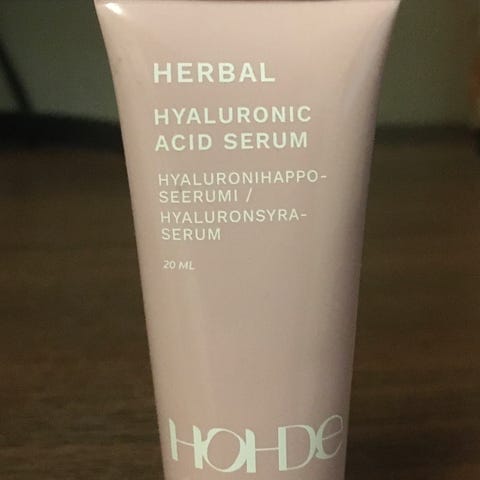 HERBAL
HYALURONIC
ACID SERUM
HYALURONIHAPPO-
SEERUMI /
HYALURONSYRA-
SERUM
20 ML
HOHDE